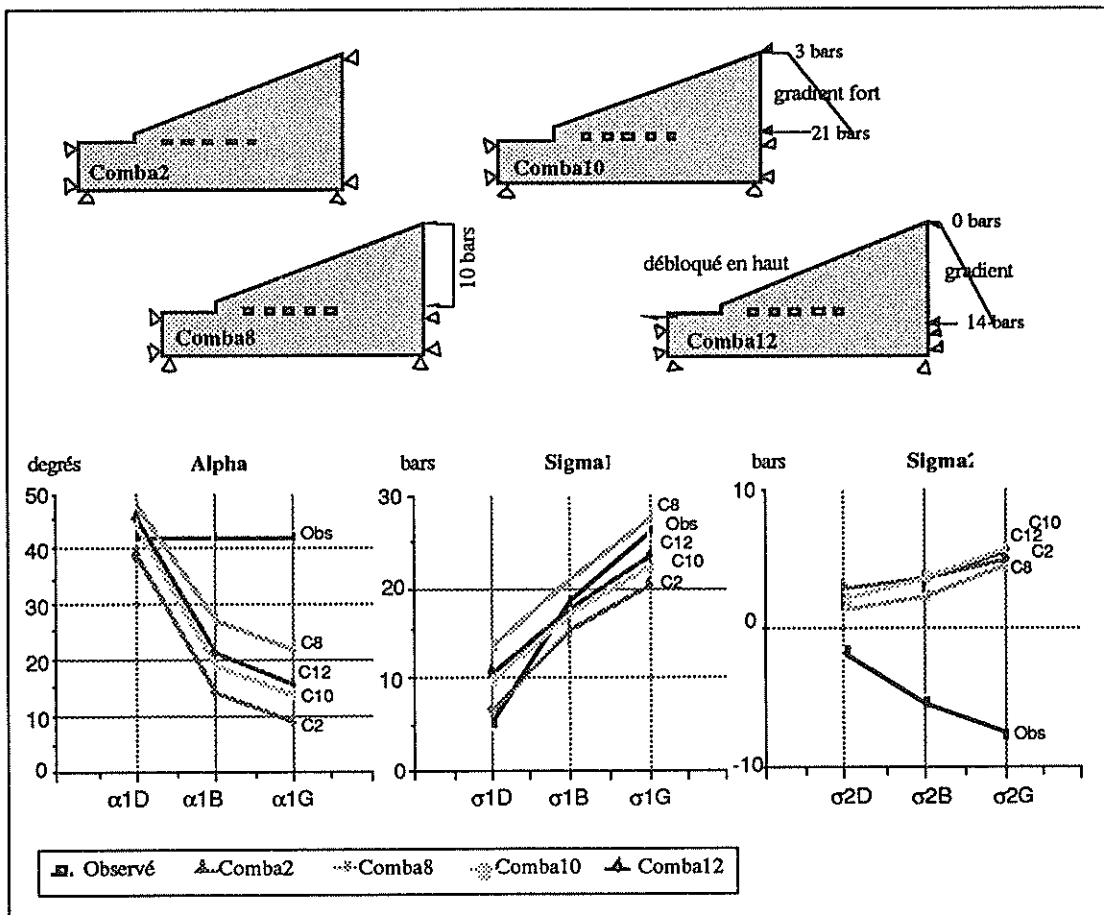 3 bars
gradient fort
21 bars
Comba2
Comba10
10 bars
0 bars
débloqué en haut
gradient
14 bars
Comba8
Comba12
degrés
Alpha
50
40
30
20
10
0
Obs
C8
C12
C10
C2
α1D
α1B
α1G
bars
Sigma1
30
20
10
0
C8
Obs
C12
C10
C2
σ1D
σ1B
σ1G
bars
Sigma2
10
0
-10
C10
C12
C2
C8
Obs
σ2D
σ2B
σ2G
Observé Comba2 Comba8 Comba10 Comba12